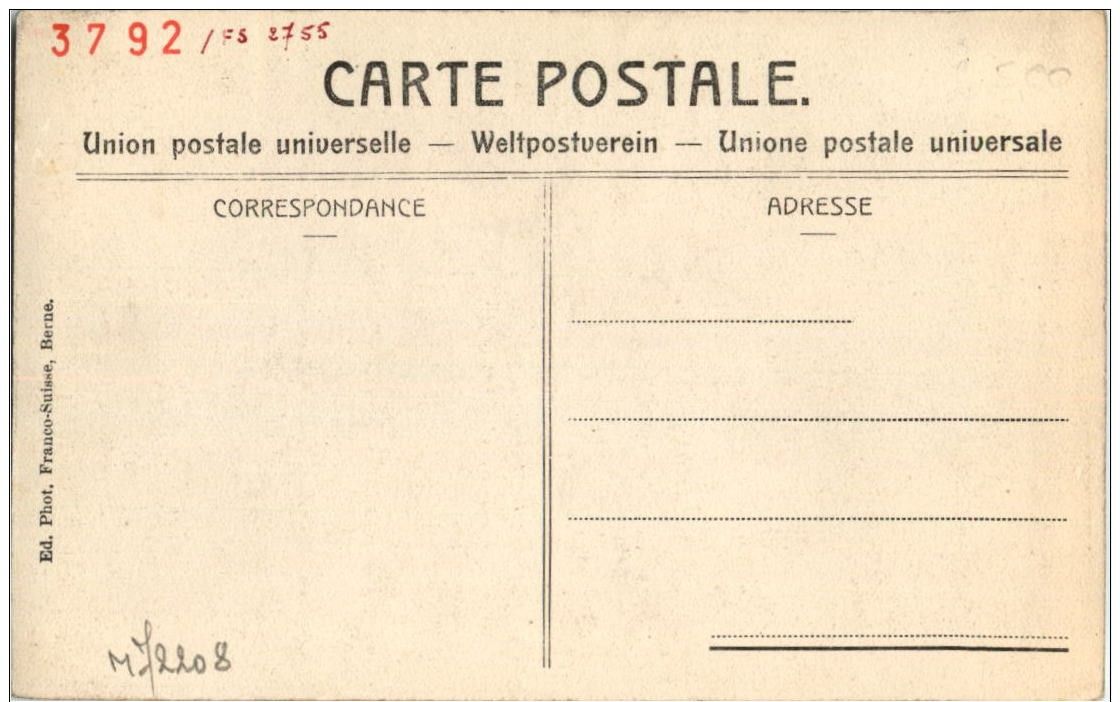 3792 / FS 2755
CARTE POSTALE.
Union postale universelle — Weltpostverein — Unione postale universale
CORRESPONDANCE
ADRESSE
Ed. Phot. Franco-Suisse, Berne.
2208